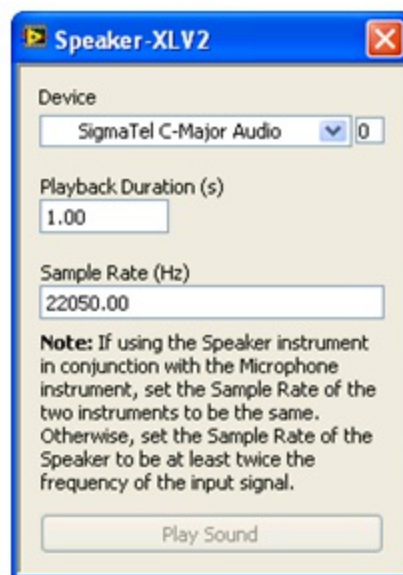 Speaker-XLV2
Device
SigmaTel C-Major Audio 0
Playback Duration (s)
1.00
Sample Rate (Hz)
22050.00
Note: If using the Speaker instrument
in conjunction with the Microphone
instrument, set the Sample Rate of the
two instruments to be the same.
Otherwise, set the Sample Rate of the
Speaker to be at least twice the
frequency of the input signal.
Play Sound